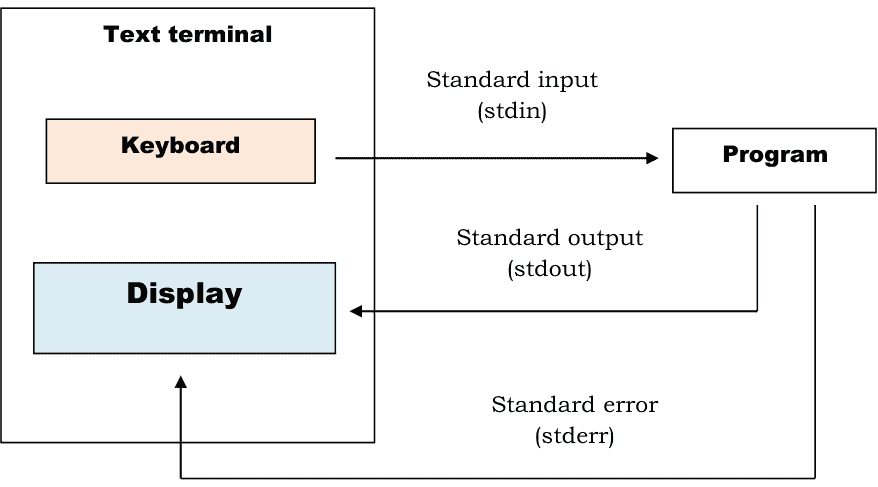 Text terminal
Standard input
(stdin)
Keyboard
Program
Standard output
(stdout)
Display
Standard error
(stderr)